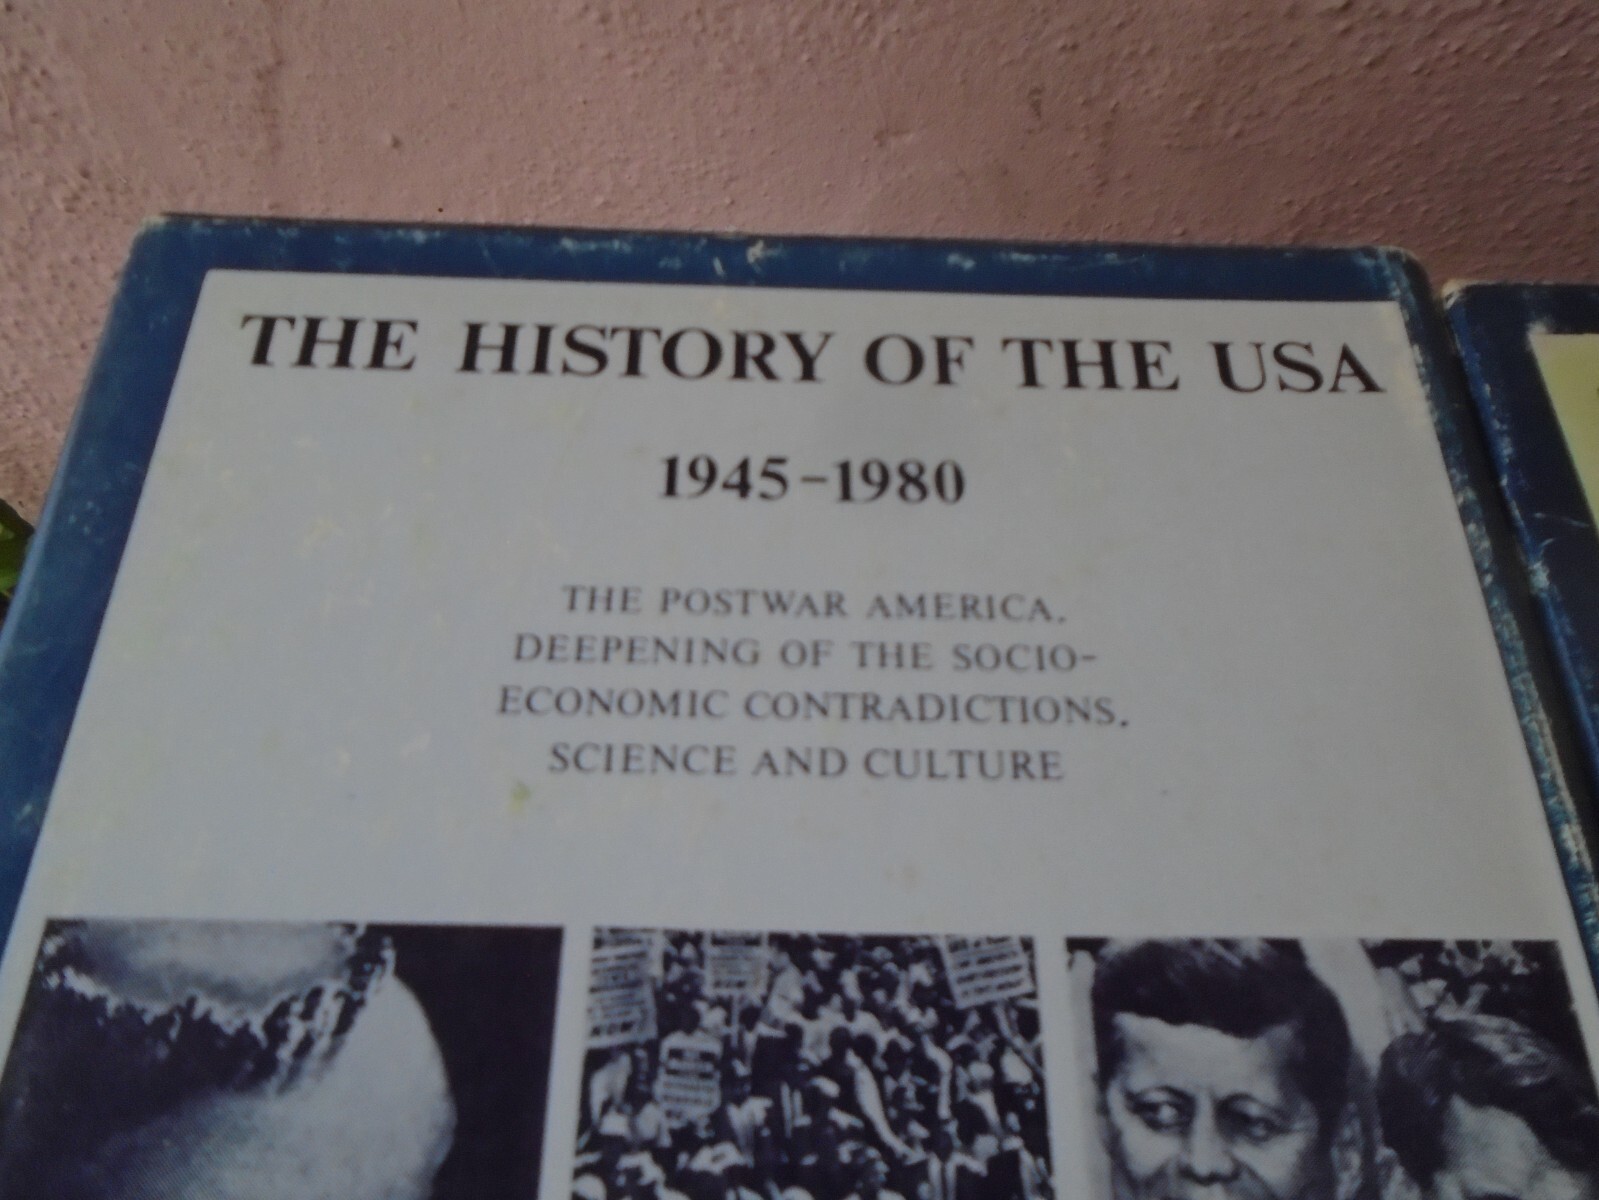 THE HISTORY OF THE USA
1945-1980
THE POSTWAR AMERICA.
DEEPENING OF THE SOCIO-
ECONOMIC CONTRADICTIONS.
SCIENCE AND CULTURE